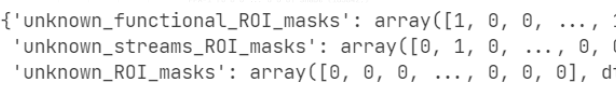 {'unknown_functional_ROI_masks': array([1, 0, 0, ...,
'unknown_streams_ROI_masks': array([0, 1, 0, ..., 0,
'unknown_ROI_masks': array([0, 0, 0, ..., 0, 0, 0], d